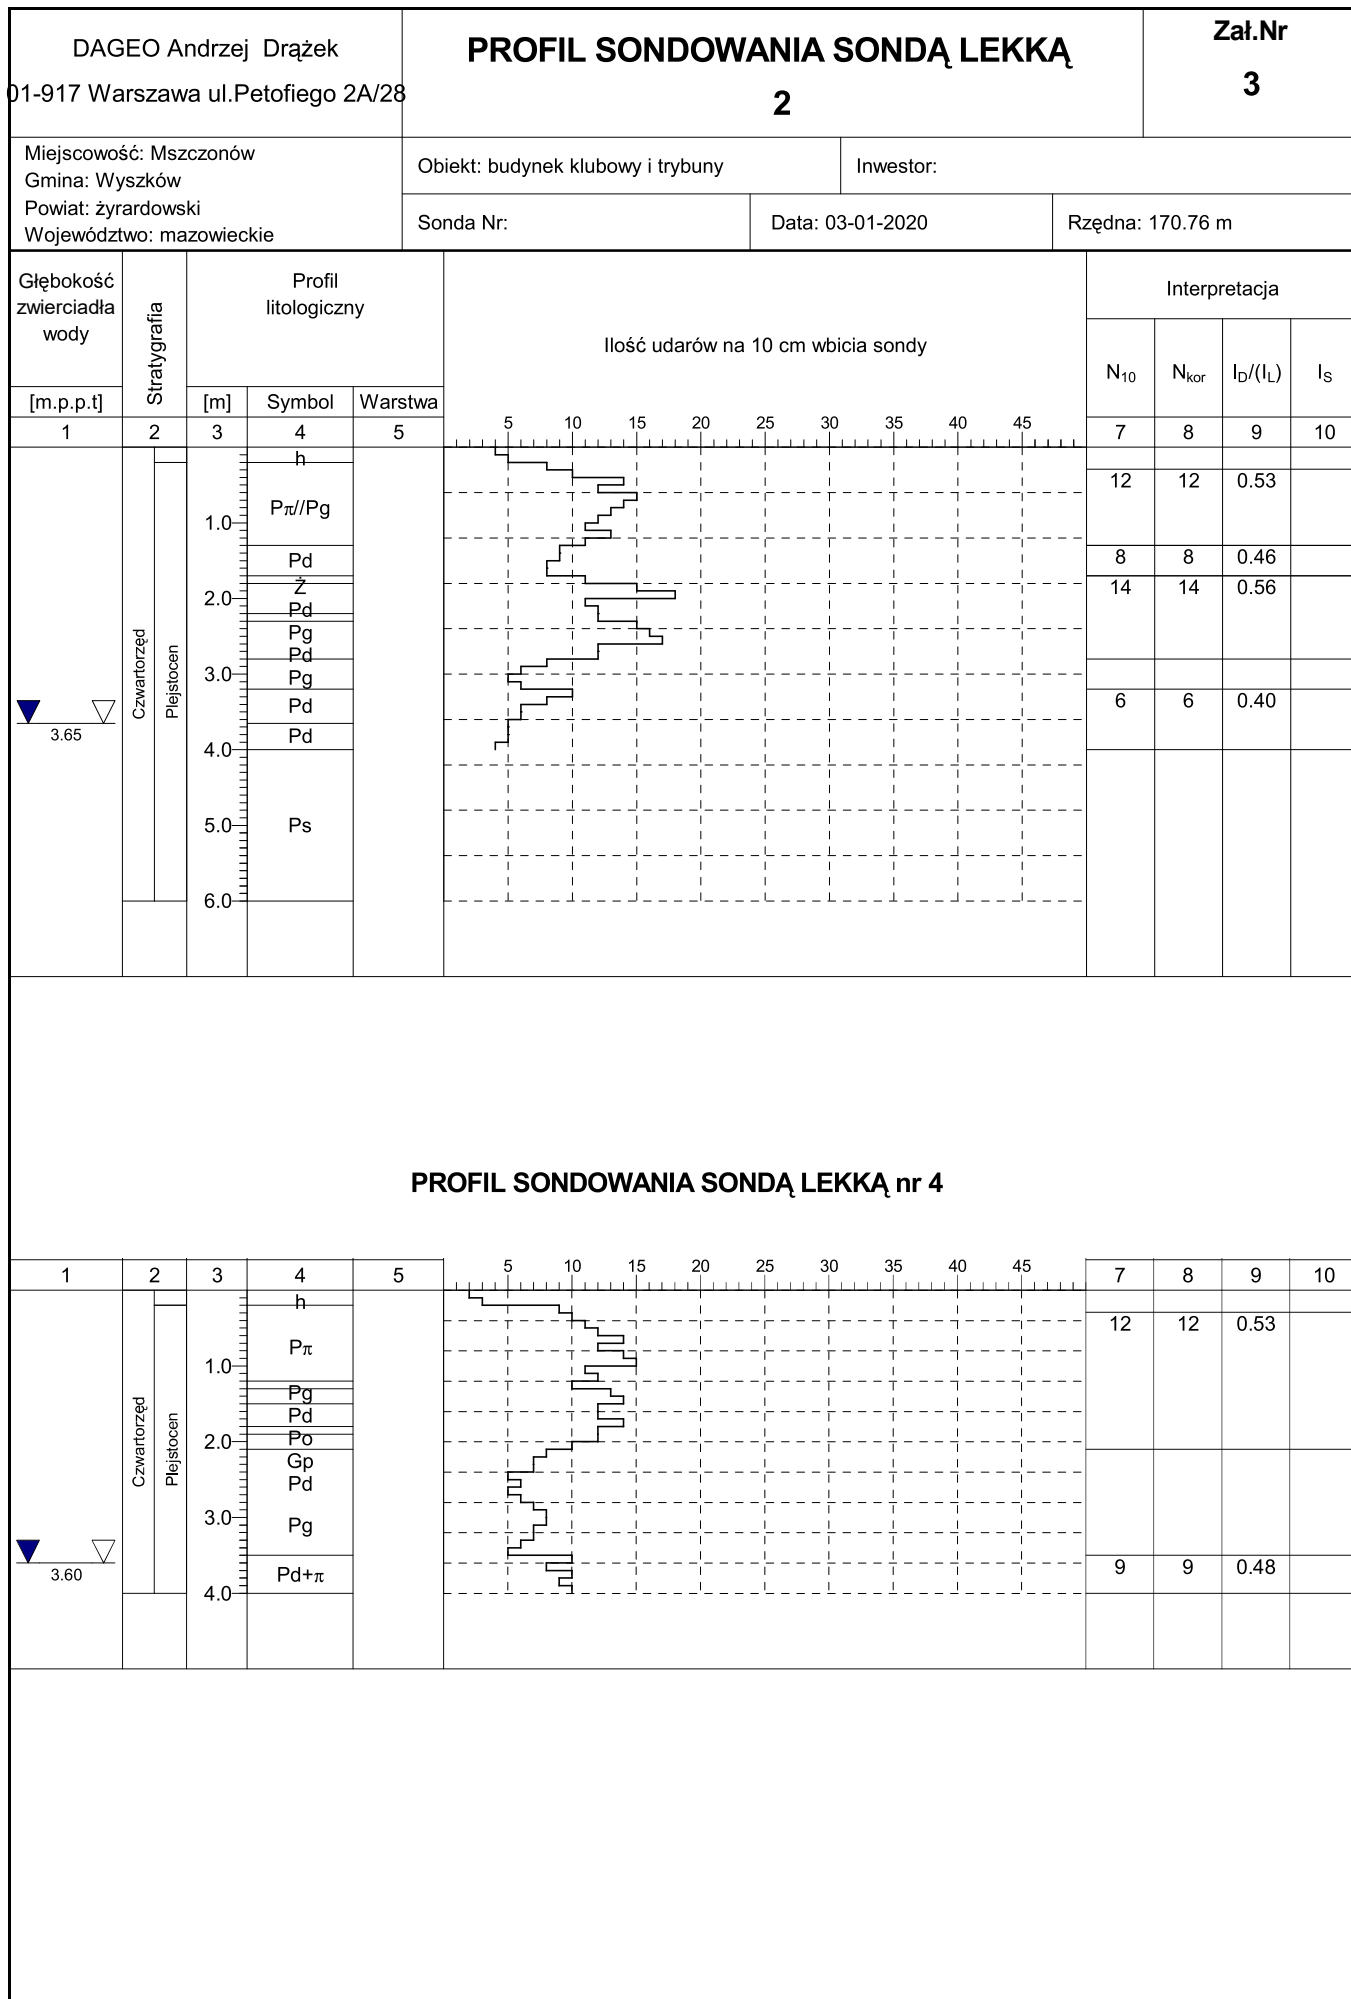 DAGEO Andrzej Drążek
01-917 Warszawa ul.Petofiego 2A/28
PROFIL SONDOWANIA SONDĄ LEKKĄ
2
Zał.Nr
3
Miejscowość: Mszczonów
Gmina: Wyszków
Powiat: żyrardowski
Województwo: mazowieckie
Obiekt: budynek klubowy i trybuny
Inwestor:
Sonda Nr:
Data: 03-01-2020
Rzędna: 170.76 m
Głębokość
zwierciadła
wody
[m.p.p.t]
Stratygrafia
Profil
litologiczny
[m] Symbol Warstwa
Ilość udarów na 10 cm wbicia sondy
Interpretacja
N10 Nkor ID/(IL) IS
5 10 15 20 25 30 35 40 45
1 2 3 4 5 7 8 9 10
h
12 12 0.53
Pπ//Pg
1.0
Pd
8 8 0.46
Ż
14 14 0.56
2.0
Pd
Pg
Pd
3.0
Pg
Pd
6 6 0.40
3.65
Pd
4.0
Czwartorzęd
Plejstocen
5.0
Ps
6.0
PROFIL SONDOWANIA SONDĄ LEKKĄ nr 4
5 10 15 20 25 30 35 40 45
1 2 3 4 5 7 8 9 10
h
12 12 0.53
Pπ
1.0
Pg
Pd
2.0
Po
Gp
Pd
Czwartorzęd
Plejstocen
3.0
Pg
3.60
Pd+π
9 9 0.48
4.0